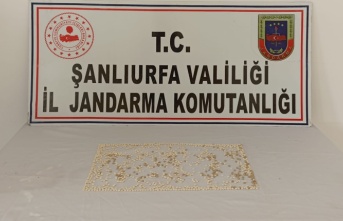 T.C.
ŞANLIURFA VALİLİĞİ
İL JANDARMA KOMUTANLIĞI